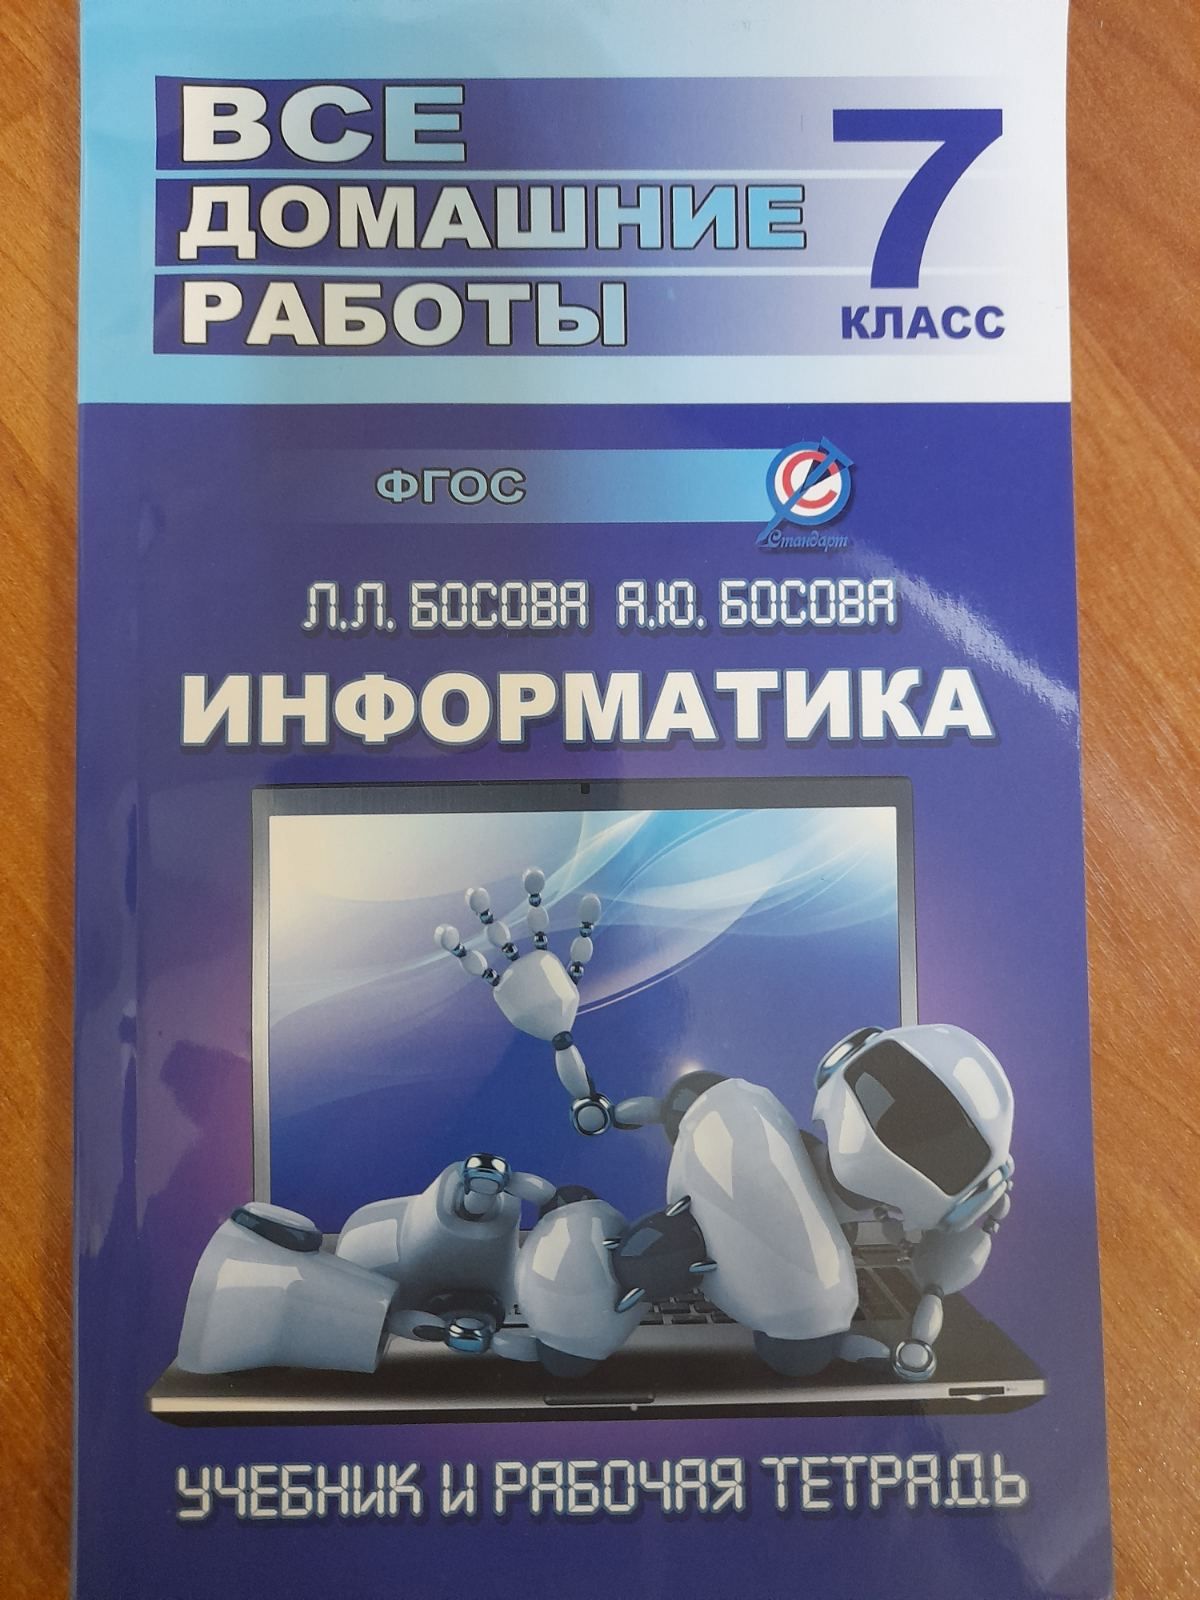 ВСЕ
ДОМАШНИЕ
РАБОТЫ
7
КЛАСС
ФГОС
Стандарт
Л.Л. БОСОВА А.Ю. БОСОВА
ИНФОРМАТИКА
УЧЕБНИК И РАБОЧАЯ ТЕТРАДЬ